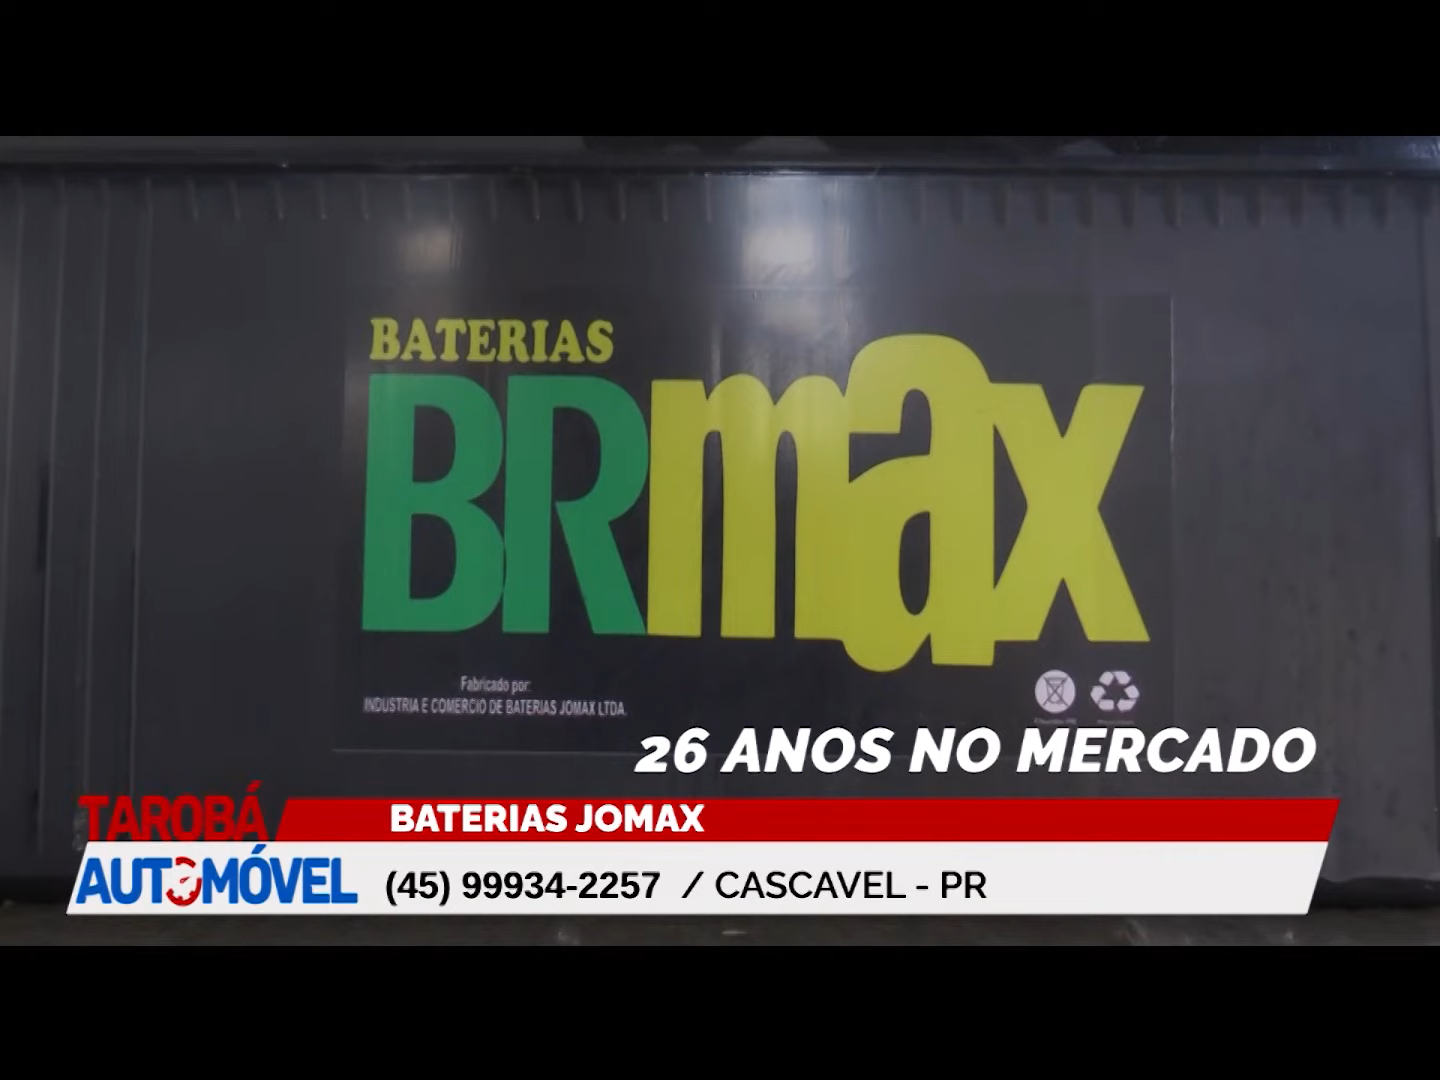 BATERIAS
BRmax
Fabricado por:
INDUSTRIA E COMERCIO DE BATERIAS JOMAX LTDA.
26 ANOS NO MERCADO
TAROBÁ
AUTOMÓVEL
BATERIAS JOMAX
(45) 99934-2257 / CASCAVEL - PR